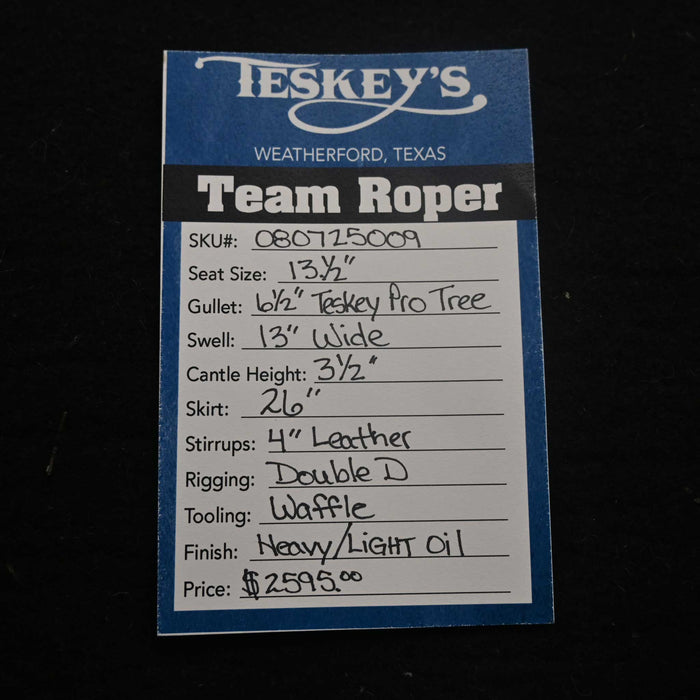 TESKEY'S
WEATHERFORD, TEXAS
Team Roper
SKU#: 080725009
Seat Size: 13.½"
Gullet: 6½" Teskey Pro Tree
Swell: 13" Wide
Cantle Height: 3½"
Skirt: 26"
Stirrups: 4" Leather
Rigging: Double D
Tooling: Waffle
Finish: Heavy/LIGHT Oil
Price: $2595.00